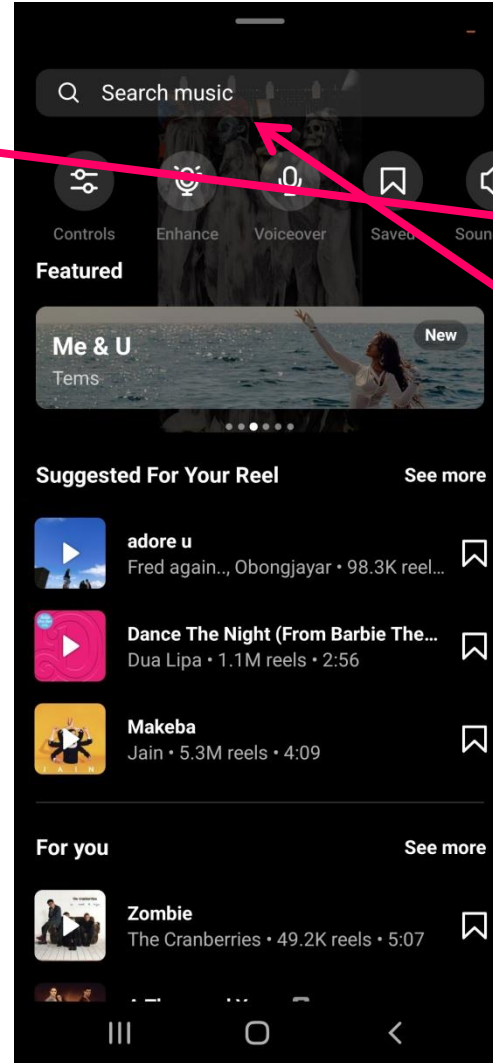 Search music
Controls Enhance Voiceover Saved Soun
Featured
Me & U
New
Tems
Suggested For Your Reel See more
adore u
Fred again.., Obongjayar • 98.3K reel...
Dance The Night (From Barbie The...
Dua Lipa • 1.1M reels • 2:56
Makeba
Jain • 5.3M reels • 4:09
JAIN
For you See more
Zombie
The Cranberries • 49.2K reels • 5:07